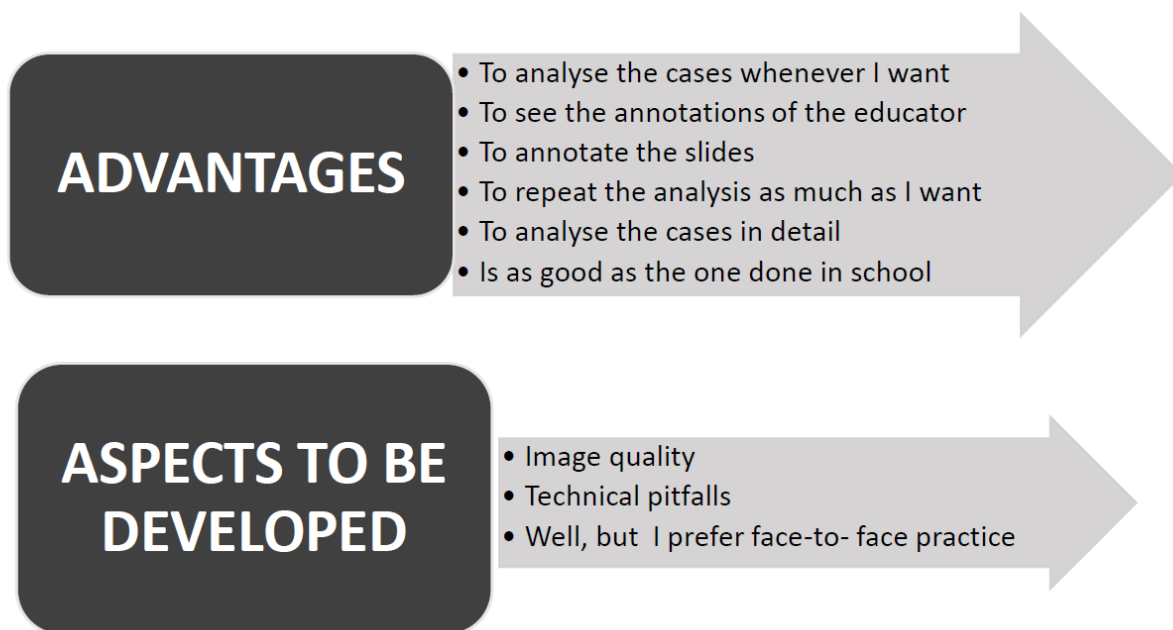 ADVANTAGES
• To analyse the cases whenever I want
• To see the annotations of the educator
• To annotate the slides
• To repeat the analysis as much as I want
• To analyse the cases in detail
• Is as good as the one done in school
ASPECTS TO BE
DEVELOPED
• Image quality
• Technical pitfalls
• Well, but  I prefer face-to- face practice